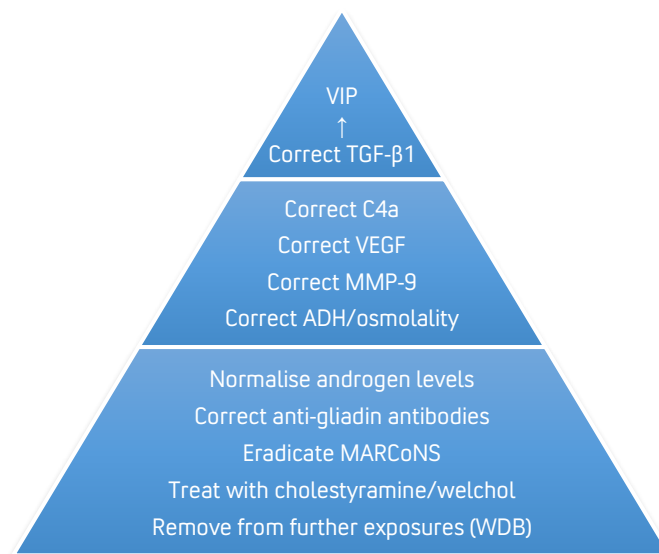 VIP
↑
Correct TGF-β1
Correct C4a
Correct VEGF
Correct MMP-9
Correct ADH/osmolality
Normalise androgen levels
Correct anti-gliadin antibodies
Eradicate MARCoNS
Treat with cholestyramine/welchol
Remove from further exposures (WDB)